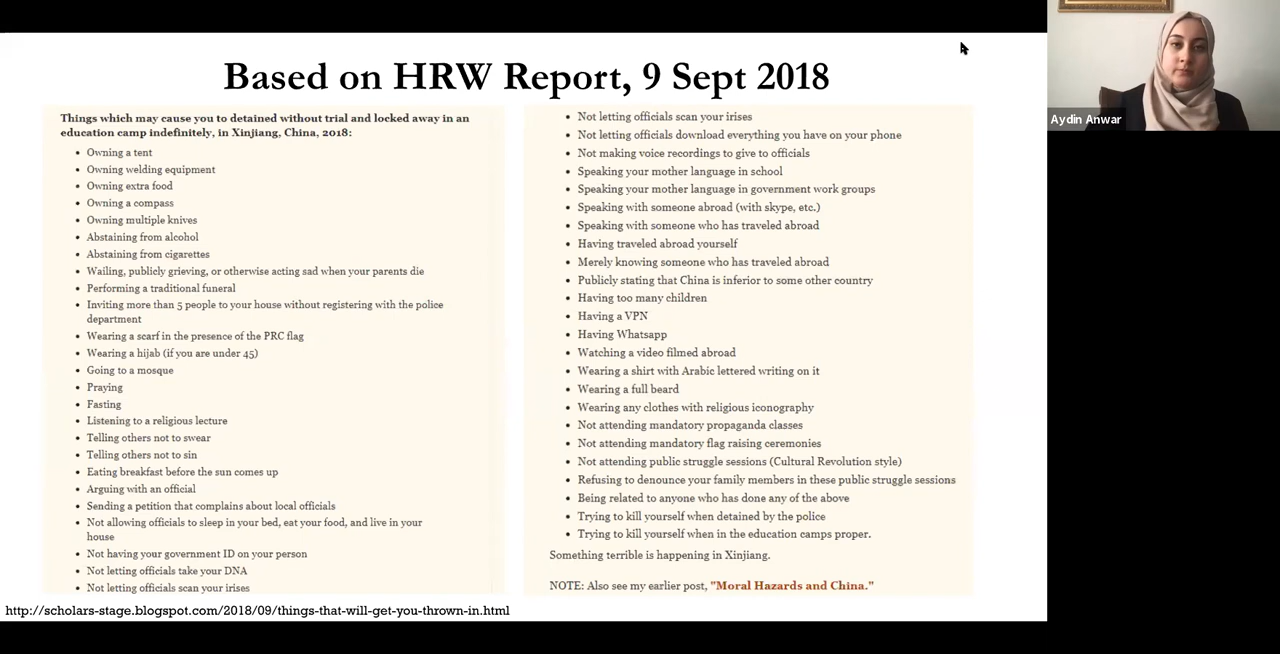 Based on HRW Report, 9 Sept 2018
Things which may cause you to detained without trial and locked away in an
education camp indefinitely, in Xinjiang, China, 2018:
• Owning a tent
• Owning welding equipment
• Owning extra food
• Owning a compass
• Owning multiple knives
• Abstaining from alcohol
• Abstaining from cigarettes
• Wailing, publicly grieving, or otherwise acting sad when your parents die
• Performing a traditional funeral
• Inviting more than 5 people to your house without registering with the police
department
• Wearing a scarf in the presence of the PRC flag
• Wearing a hijab (if you are under 45)
• Going to a mosque
• Praying
• Fasting
• Listening to a religious lecture
• Telling others not to swear
• Telling others not to sin
• Eating breakfast before the sun comes up
• Arguing with an official
• Sending a petition that complains about local officials
• Not allowing officials to sleep in your bed, eat your food, and live in your
house
• Not having your government ID on your person
• Not letting officials take your DNA
• Not letting officials scan your irises
• Not letting officials scan your irises
• Not letting officials download everything you have on your phone
• Not making voice recordings to give to officials
• Speaking your mother language in school
• Speaking your mother language in government work groups
• Speaking with someone abroad (with skype, etc.)
• Speaking with someone who has traveled abroad
• Having traveled abroad yourself
• Merely knowing someone who has traveled abroad
• Publicly stating that China is inferior to some other country
• Having too many children
• Having a VPN
• Having Whatsapp
• Watching a video filmed abroad
• Wearing a shirt with Arabic lettered writing on it
• Wearing a full beard
• Wearing any clothes with religious iconography
• Not attending mandatory propaganda classes
• Not attending mandatory flag raising ceremonies
• Not attending public struggle sessions (Cultural Revolution style)
• Refusing to denounce your family members in these public struggle sessions
• Being related to anyone who has done any of the above
• Trying to kill yourself when detained by the police
• Trying to kill yourself when in the education camps proper.
Something terrible is happening in Xinjiang.
NOTE: Also see my earlier post, "Moral Hazards and China."
http://scholars-stage.blogspot.com/2018/09/things-that-will-get-you-thrown-in.html
Aydin Anwar